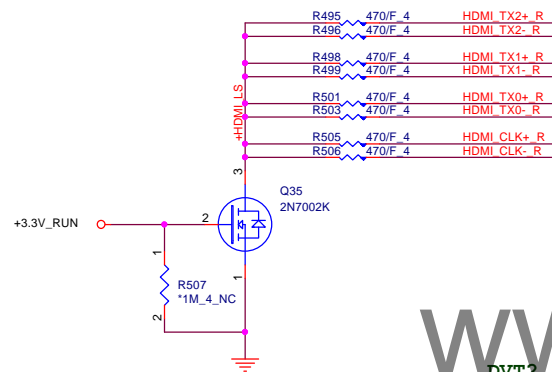 R495 470/F_4 HDMI_TX2+_R
R496 470/F_4 HDMI_TX2-_R
R498 470/F_4 HDMI_TX1+_R
R499 470/F_4 HDMI_TX1-_R
R501 470/F_4 HDMI_TX0+_R
R503 470/F_4 HDMI_TX0-_R
R505 470/F_4 HDMI_CLK+_R
R506 470/F_4 HDMI_CLK-_R
+HDMI_LS
3
Q35
2N7002K
+3.3V_RUN
2
1
1
R507
*1M_4_NC
2